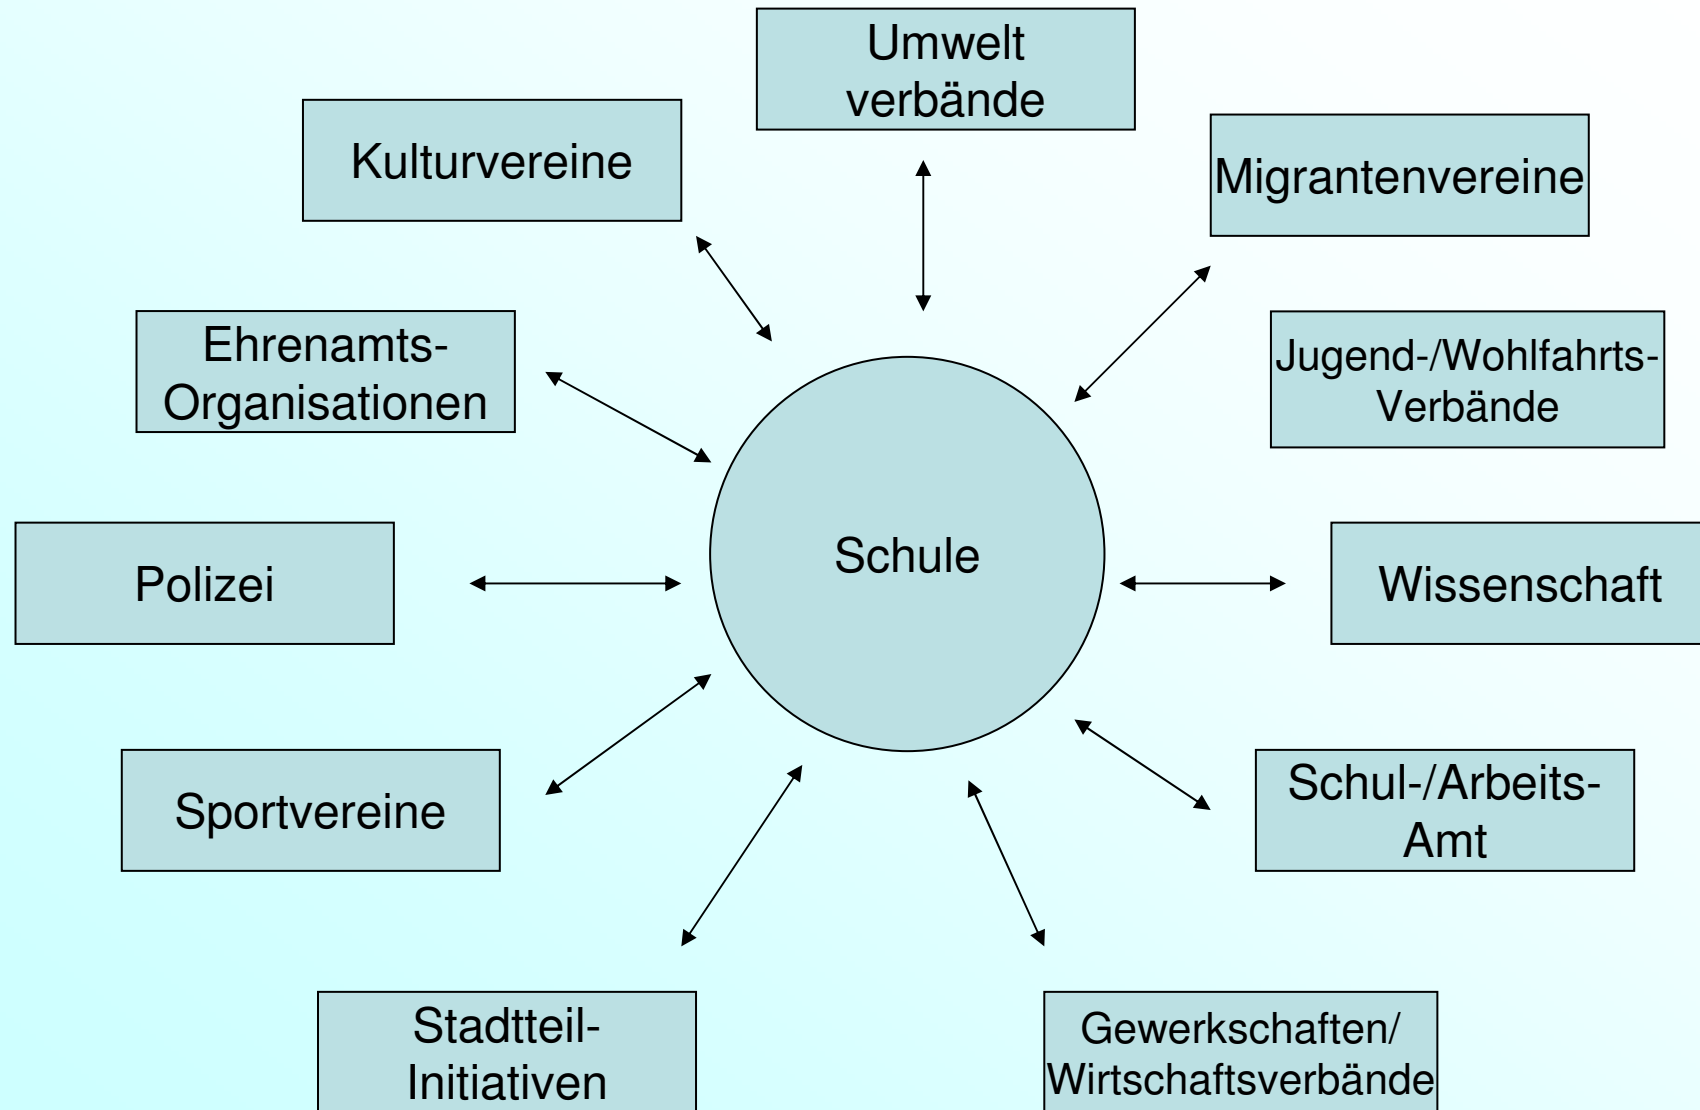 Umwelt
verbände
Kulturvereine
Migrantenvereine
Ehrenamts-
Organisationen
Jugend-/Wohlfahrts-
Verbände
Schule
Polizei
Wissenschaft
Sportvereine
Schul-/Arbeits-
Amt
Stadtteil-
Initiativen
Gewerkschaften/
Wirtschaftsverbände